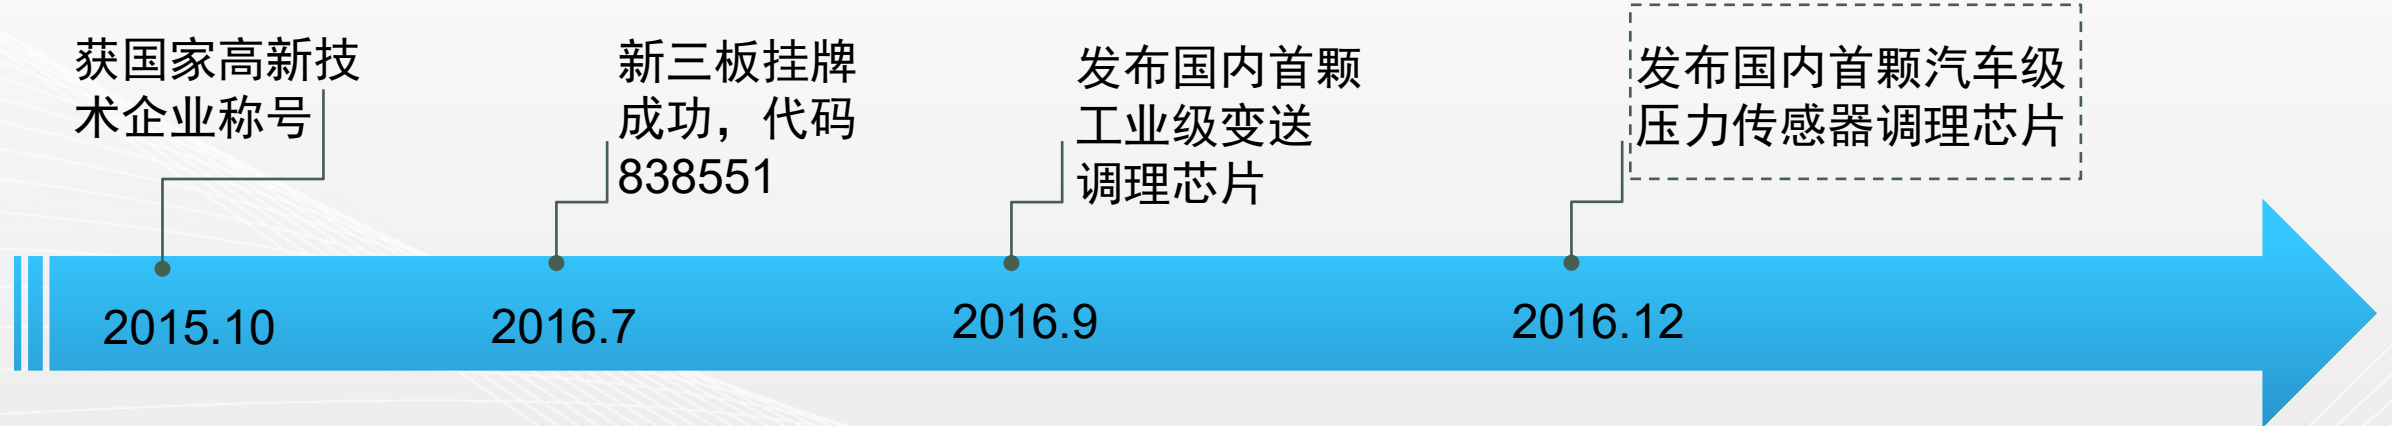 获国家高新技
术企业称号
新三板挂牌
成功，代码
838551
发布国内首颗
工业级变送
调理芯片
发布国内首颗汽车级
压力传感器调理芯片
2015.10
2016.7
2016.9
2016.12